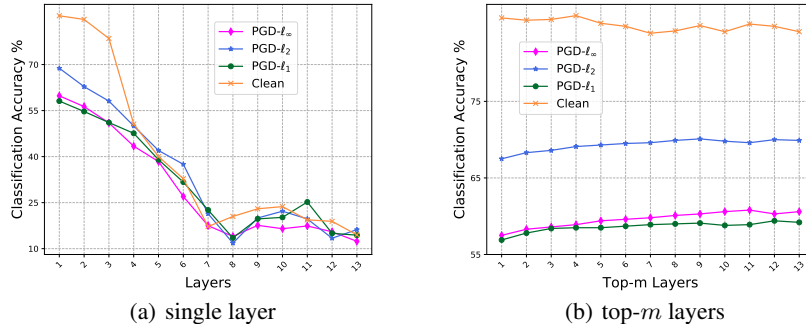 Classification Accuracy %
70
55
40
25
10
PGD-ℓ∞
PGD-ℓ2
PGD-ℓ1
Clean
1 2 3 4 5 6 7 8 9 10 11 12 13
Layers
(a) single layer
Classification Accuracy %
75
65
55
PGD-ℓ∞
PGD-ℓ2
PGD-ℓ1
Clean
1 2 3 4 5 6 7 8 9 10 11 12 13
Top-m Layers
(b) top-m layers